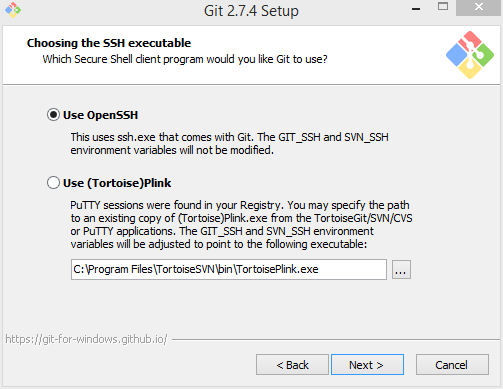 Git 2.7.4 Setup
Choosing the SSH executable
Which Secure Shell client program would you like Git to use?
Use OpenSSH
This uses ssh.exe that comes with Git. The GIT_SSH and SVN_SSH
environment variables will not be modified.
Use (Tortoise)Plink
PuTTY sessions were found in your Registry. You may specify the path
to an existing copy of (Tortoise)Plink.exe from the TortoiseGit/SVN/CVS
or PuTTY applications. The GIT_SSH and SVN_SSH environment
variables will be adjusted to point to the following executable:
C:\Program Files\TortoiseSVN\bin\TortoisePlink.exe
...
https://git-for-windows.github.io/
< Back
Next >
Cancel